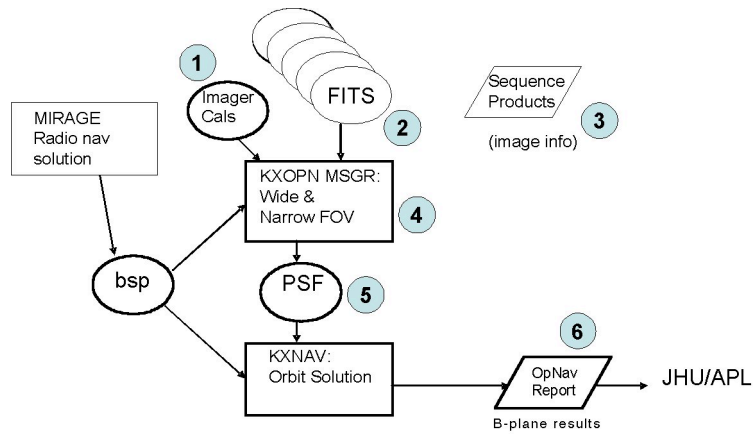 1
Imager
Cals
FITS
2
Sequence
Products
3
(image info)
MIRAGE
Radio nav
solution
KXOPN MSGR:
Wide &
Narrow FOV
4
bsp
PSF
5
KXNAV:
Orbit Solution
6
OpNav
Report
B-plane results
JHU/APL